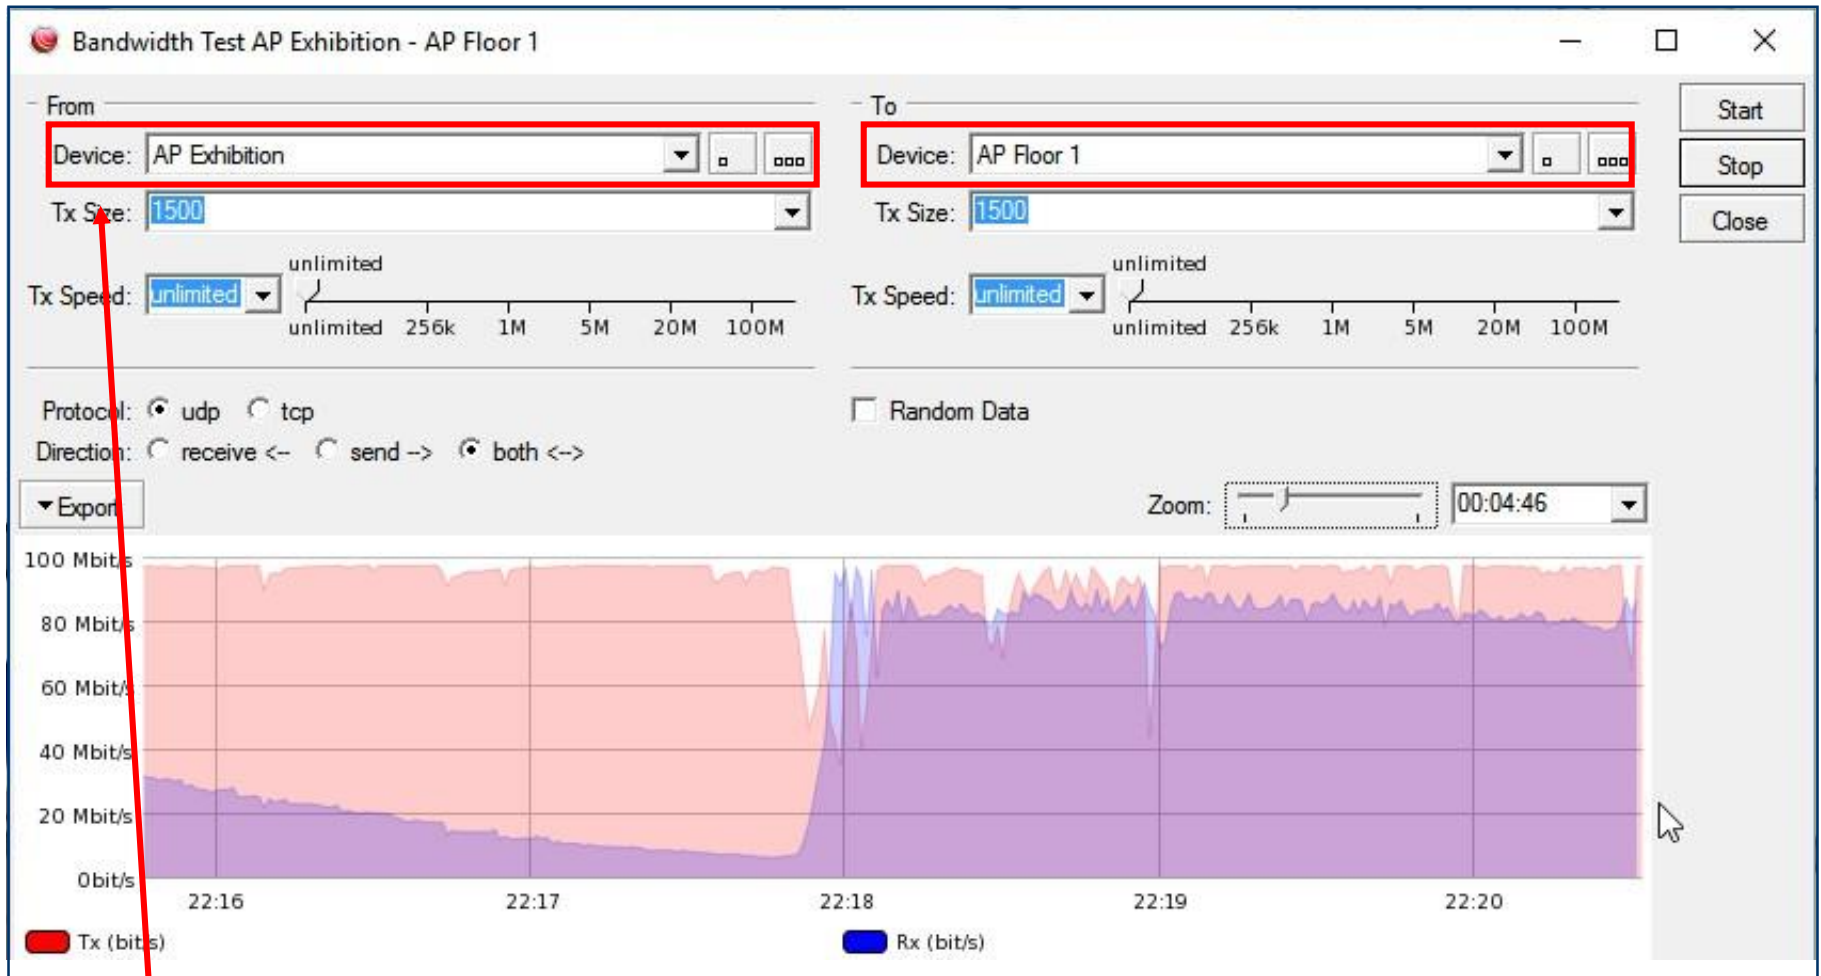 Bandwidth Test AP Exhibition - AP Floor 1
From
To
Start
Device: AP Exhibition
Device: AP Floor 1
Stop
Tx Size: 1500
Tx Size: 1500
Close
unlimited
unlimited
Tx Speed: unlimited
Tx Speed: unlimited
unlimited 256k 1M 5M 20M 100M
unlimited 256k 1M 5M 20M 100M
Protocol: udp tcp
Random Data
Direction: receive <-- send --> both <-->
Export
Zoom: 00:04:46
100 Mbit/s
80 Mbit/s
60 Mbit/s
40 Mbit/s
20 Mbit/s
0bit/s
22:16 22:17 22:18 22:19 22:20
Tx (bit/s)
Rx (bit/s)